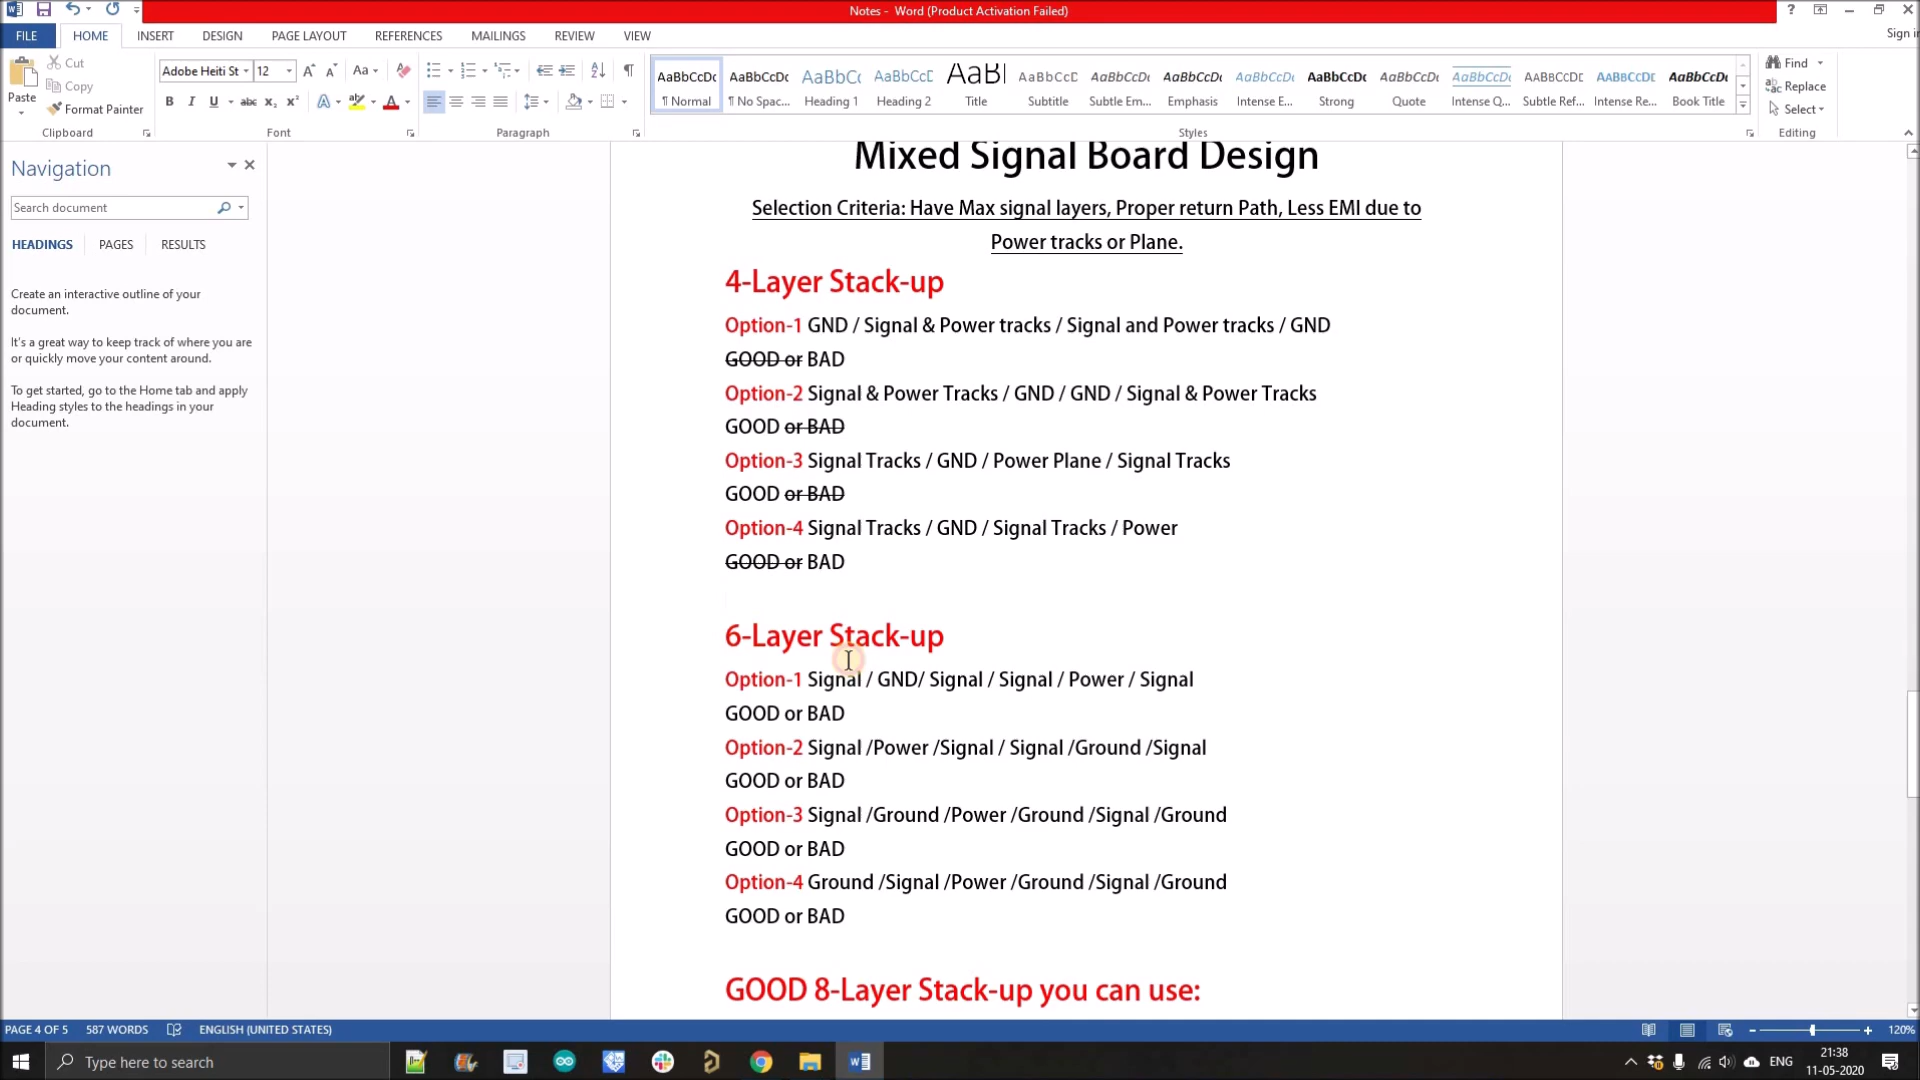 Notes - Word (Product Activation Failed)
?
FILE HOME INSERT DESIGN PAGE LAYOUT REFERENCES MAILINGS REVIEW VIEW
Sign in
Paste
Cut
Copy
Format Painter
Clipboard
Adobe Heiti St 12
Font
Paragraph
AaBbCcDc AaBbCcDc AaBbCc AaBbCcD AaB AaBbCcD AaBbCcDc AaBbCcDc AaBbCcDc AaBbCcDc AaBbCcDc AaBbCcDc AABBCCDD AABBCCDD AaBbCcDc
¶ Normal ¶ No Spac... Heading 1 Heading 2 Title Subtitle Subtle Em... Emphasis Intense E... Strong Quote Intense Q... Subtle Ref... Intense Re... Book Title
Styles
Find
Replace
Select
Editing
Navigation
Search document
HEADINGS PAGES RESULTS
Create an interactive outline of your
document.
It's a great way to keep track of where you are
or quickly move your content around.
To get started, go to the Home tab and apply
Heading styles to the headings in your
document.
Mixed Signal Board Design
Selection Criteria: Have Max signal layers, Proper return Path, Less EMI due to
Power tracks or Plane.
4-Layer Stack-up
Option-1 GND / Signal & Power tracks / Signal and Power tracks / GND
GOOD or BAD
Option-2 Signal & Power Tracks / GND / GND / Signal & Power Tracks
GOOD or BAD
Option-3 Signal Tracks / GND / Power Plane / Signal Tracks
GOOD or BAD
Option-4 Signal Tracks / GND / Signal Tracks / Power
GOOD or BAD
6-Layer Stack-up
Option-1 Signal / GND/ Signal / Signal / Power / Signal
GOOD or BAD
Option-2 Signal /Power /Signal / Signal /Ground /Signal
GOOD or BAD
Option-3 Signal /Ground /Power /Ground /Signal /Ground
GOOD or BAD
Option-4 Ground /Signal /Power /Ground /Signal /Ground
GOOD or BAD
GOOD 8-Layer Stack-up you can use:
PAGE 4 OF 5 587 WORDS ENGLISH (UNITED STATES)
120%
Type here to search
ENG
21:38
11-05-2020